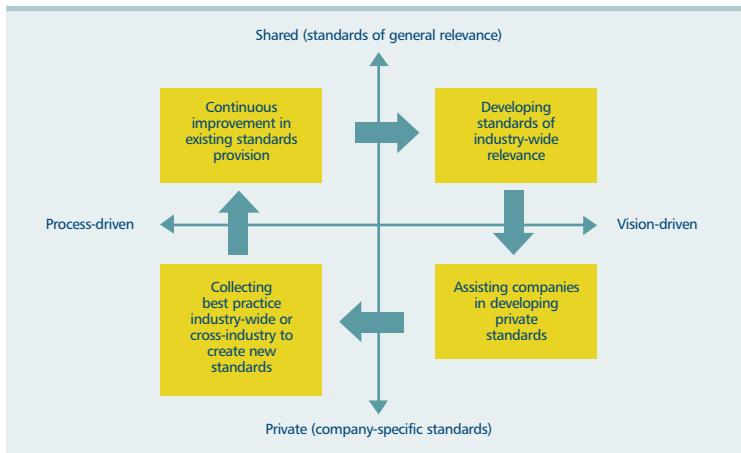 Shared (standards of general relevance)
Continuous
improvement in
existing standards
provision
Developing
standards of
industry-wide
relevance
Process-driven
Vision-driven
Collecting
best practice
industry-wide or
cross-industry to
create new
standards
Assisting companies
in developing
private
standards
Private (company-specific standards)